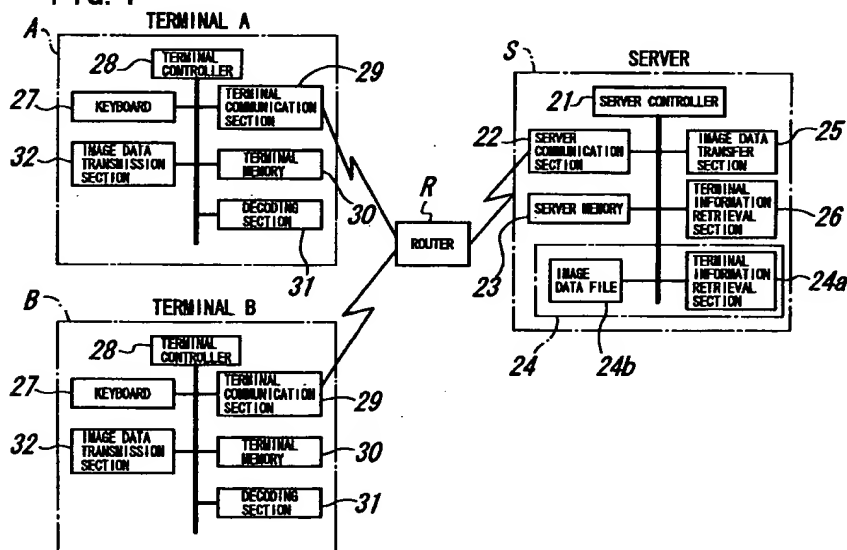 FIG. 1
TERMINAL A
A
28
TERMINAL
CONTROLLER
29
27
KEYBOARD
TERMINAL
COMMUNICATION
SECTION
32
IMAGE DATA
TRANSMISSION
SECTION
TERMINAL
MEMORY
30
DECODING
SECTION
31
R
ROUTER
SERVER
S
21
SERVER CONTROLLER
22
SERVER
COMMUNICATION
SECTION
IMAGE DATA
TRANSFER
SECTION
25
SERVER MEMORY
23
TERMINAL
INFORMATION
RETRIEVAL
SECTION
26
IMAGE
DATA FILE
TERMINAL
INFORMATION
RETRIEVAL
SECTION
24a
24
24b
TERMINAL B
B
28
TERMINAL
CONTROLLER
27
KEYBOARD
TERMINAL
COMMUNICATION
SECTION
29
32
IMAGE DATA
TRANSMISSION
SECTION
TERMINAL
MEMORY
30
DECODING
SECTION
31